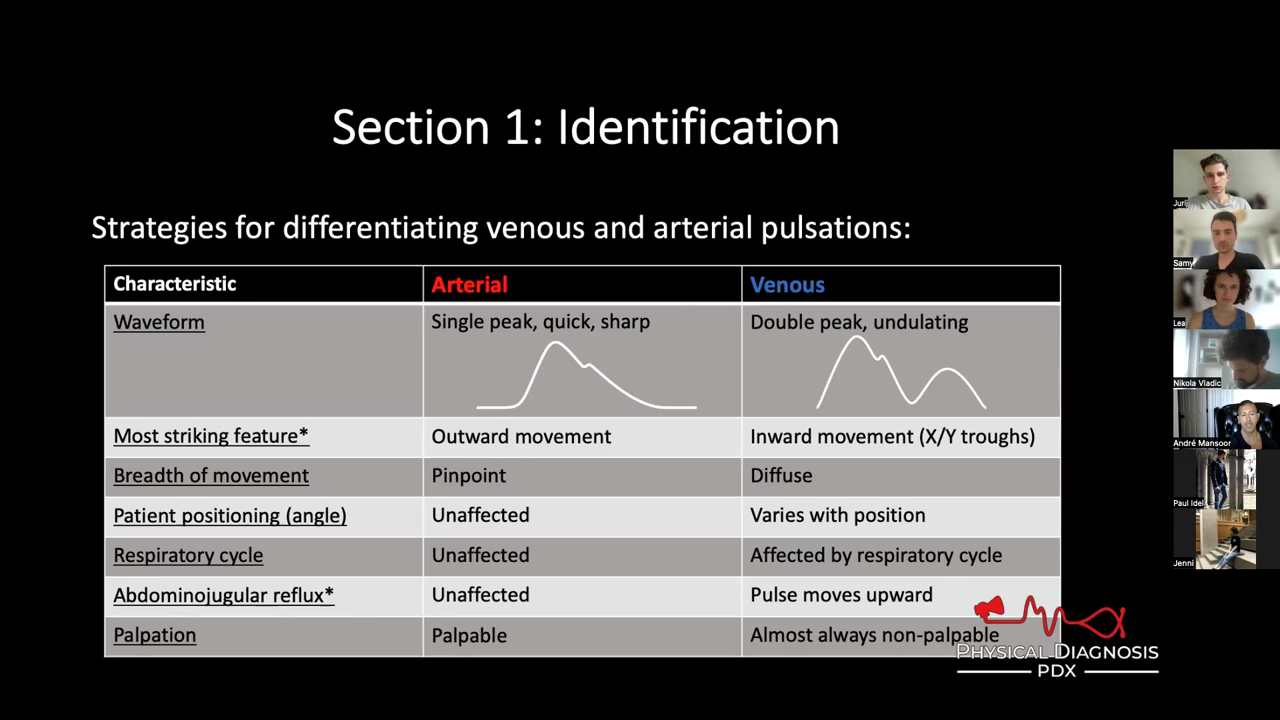 Section 1: Identification
Strategies for differentiating venous and arterial pulsations:
Characteristic Arterial Venous
Waveform Single peak, quick, sharp Double peak, undulating
Most striking feature* Outward movement Inward movement (X/Y troughs)
Breadth of movement Pinpoint Diffuse
Patient positioning (angle) Unaffected Varies with position
Respiratory cycle Unaffected Affected by respiratory cycle
Abdominojugular reflux* Unaffected Pulse moves upward
Palpation Palpable Almost always non-palpable
PHYSICAL DIAGNOSIS
PDX
Jurij
Samy
Lea
Nikola Vladic
André Mansoor
Paul Idel
Jenni